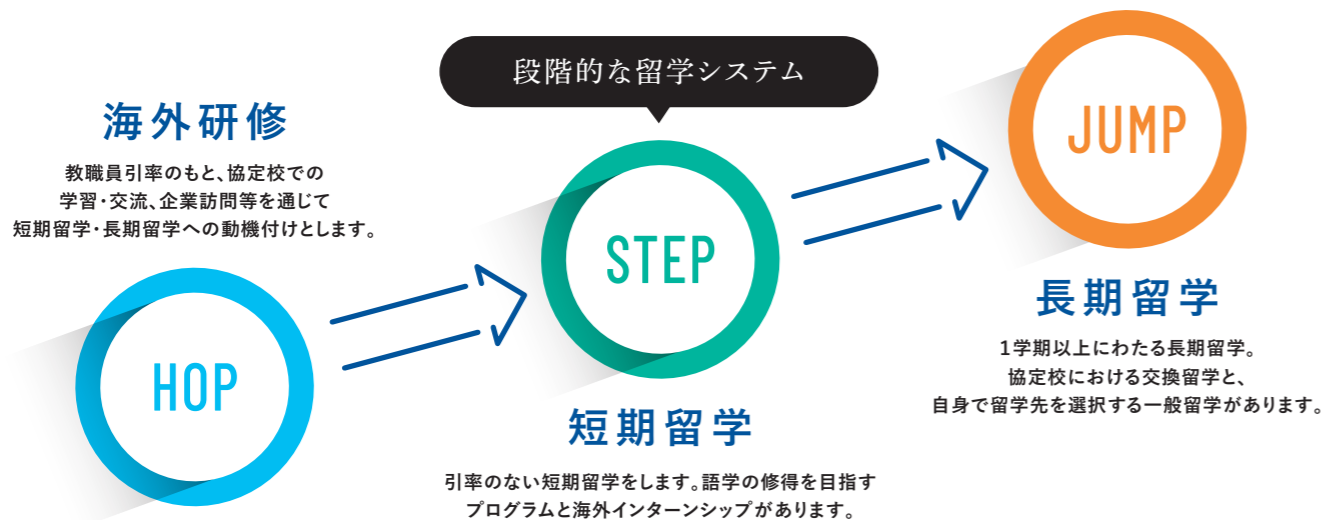 段階的な留学システム
海外研修
教職員引率のもと、協定校での
学習・交流、企業訪問等を通じて
短期留学・長期留学への動機付けとします。
HOP
STEP
短期留学
引率のない短期留学をします。語学の修得を目指す
プログラムと海外インターンシップがあります。
JUMP
長期留学
1学期以上にわたる長期留学。
協定校における交換留学と、
自身で留学先を選択する一般留学があります。